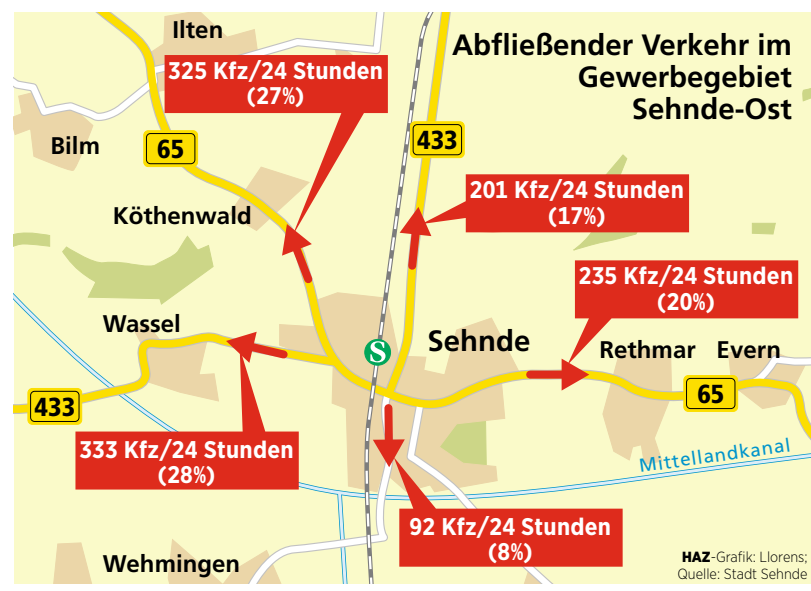 Abfließender Verkehr im
Gewerbegebiet
Sehnde-Ost
Ilten
325 Kfz/24 Stunden
(27%)
Bilm
65
433
Köthenwald
201 Kfz/24 Stunden
(17%)
235 Kfz/24 Stunden
(20%)
Wassel
S
Sehnde
Rethmar
Evern
433
65
333 Kfz/24 Stunden
(28%)
Mittellandkanal
92 Kfz/24 Stunden
(8%)
Wehmingen
HAZ-Grafik: Llorens;
Quelle: Stadt Sehnde